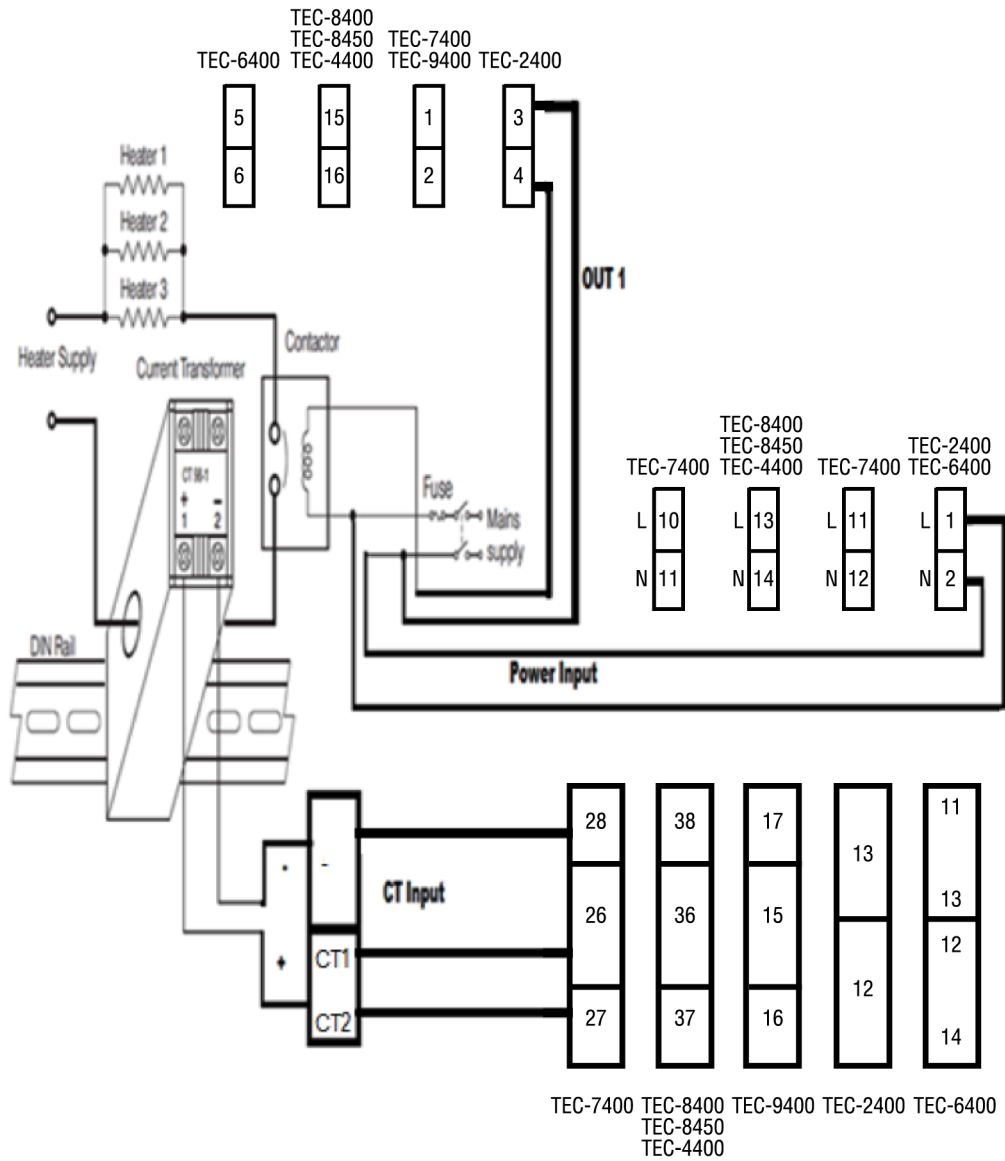 TEC-8400
TEC-8450
TEC-4400
TEC-6400
TEC-7400
TEC-9400
TEC-2400
5
6
15
16
1
2
3
4
Heater 1
Heater 2
Heater 3
OUT 1
Contactor
Heater Supply
Current Transformer
CT 98-1
+ –
1 2
Fuse
Mains
supply
TEC-7400
TEC-8400
TEC-8450
TEC-4400
TEC-7400
TEC-2400
TEC-6400
L 10
N 11
L 13
N 14
L 11
N 12
L 1
N 2
DIN Rail
Power Input
-
+
-
CT1
CT2
CT Input
28
26
27
38
36
37
17
15
16
13
12
11
13
12
14
TEC-7400
TEC-8400
TEC-8450
TEC-4400
TEC-9400
TEC-2400
TEC-6400